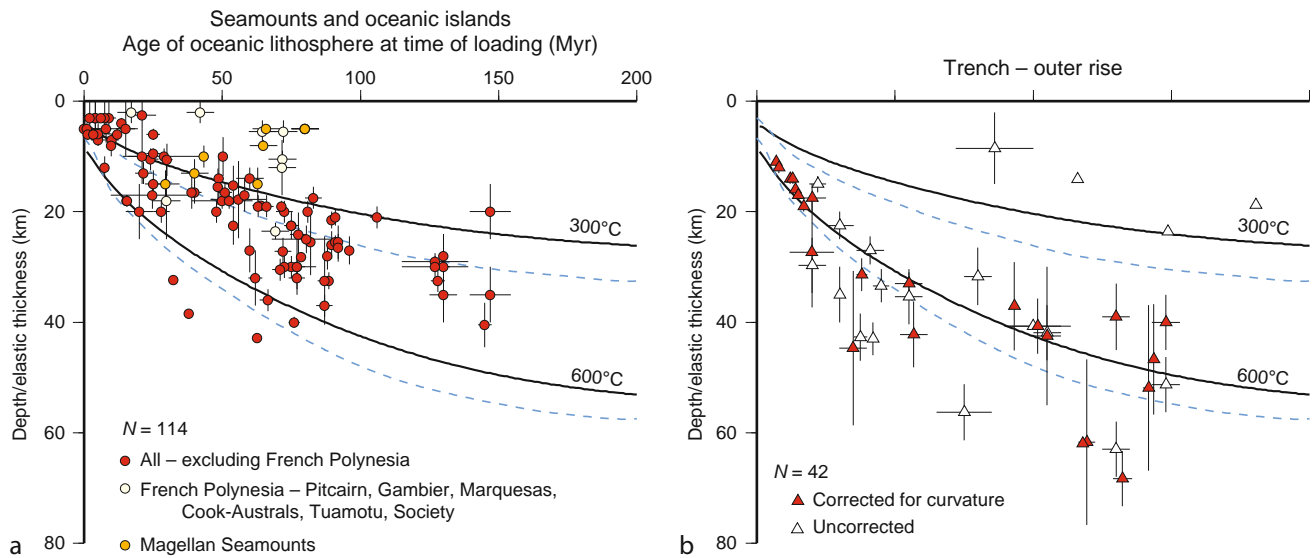 Seamounts and oceanic islands
Age of oceanic lithosphere at time of loading (Myr)
0 50 100 150 200
0
20
40
60
80
Depth/elastic thickness (km)
300°C
600°C
N = 114
All – excluding French Polynesia
French Polynesia – Pitcairn, Gambier, Marquesas,
Cook-Australs, Tuamotu, Society
Magellan Seamounts
a
Trench – outer rise
0
20
40
60
80
Depth/elastic thickness (km)
300°C
600°C
N = 42
Corrected for curvature
Uncorrected
b